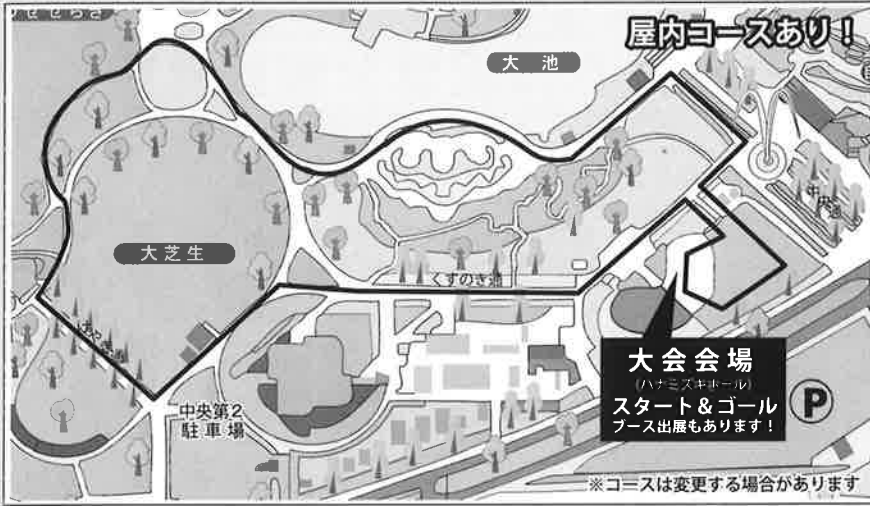 屋内コースあり!
大池
大芝生
くすのき通
中央通
大会会場
(ハナミズキホール)
スタート&ゴール
ブース出展もあります!
P
中央第2
駐車場
※コースは変更する場合があります